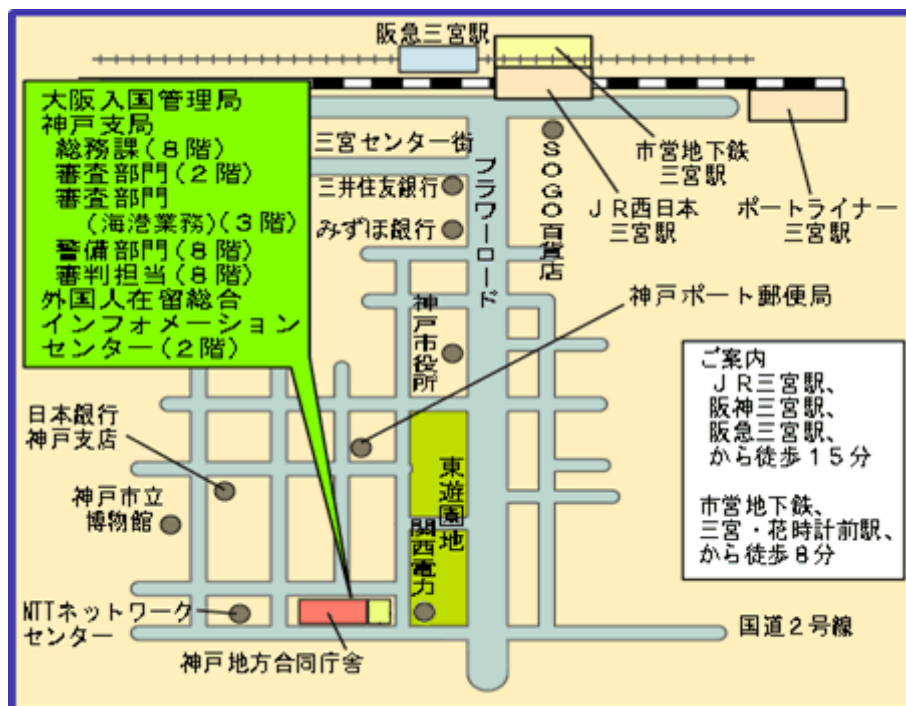 阪急三宮駅
大阪入国管理局
神戸支局
総務課(8階)
審査部門(2階)
審査部門
(海港業務)(3階)
警備部門(8階)
審判担当(8階)
外国人在留総合
インフォメーション
センター(2階)
三宮センター街
三井住友銀行
みずほ銀行
フラワーロード
SOGO百貨店
市営地下鉄
三宮駅
JR西日本
三宮駅
ポートライナー
三宮駅
神戸市役所
神戸ポート郵便局
ご案内
JR三宮駅、
阪神三宮駅、
阪急三宮駅、
から徒歩15分
市営地下鉄、
三宮・花時計前駅、
から徒歩8分
日本銀行
神戸支店
神戸市立
博物館
東遊園地
関西電力
NTTネットワーク
センター
神戸地方合同庁舎
国道2号線